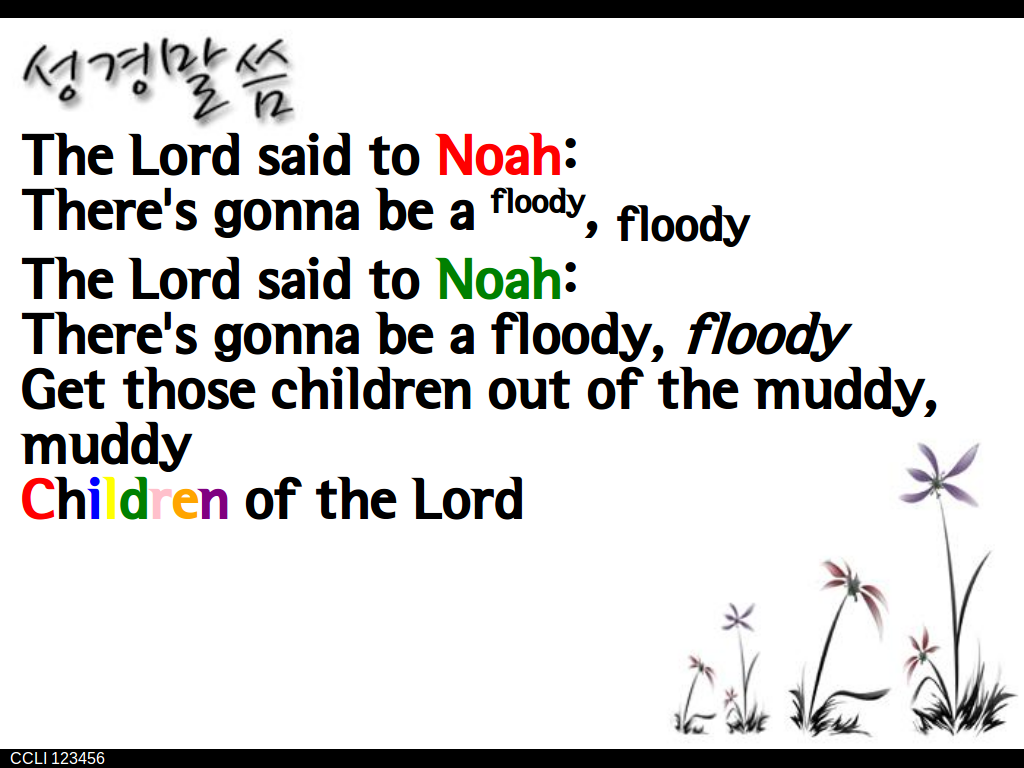 성경말씀
The Lord said to Noah:
There's gonna be a floody, floody
The Lord said to Noah:
There's gonna be a floody, floody
Get those children out of the muddy,
muddy
Children of the Lord
CCLI 123456